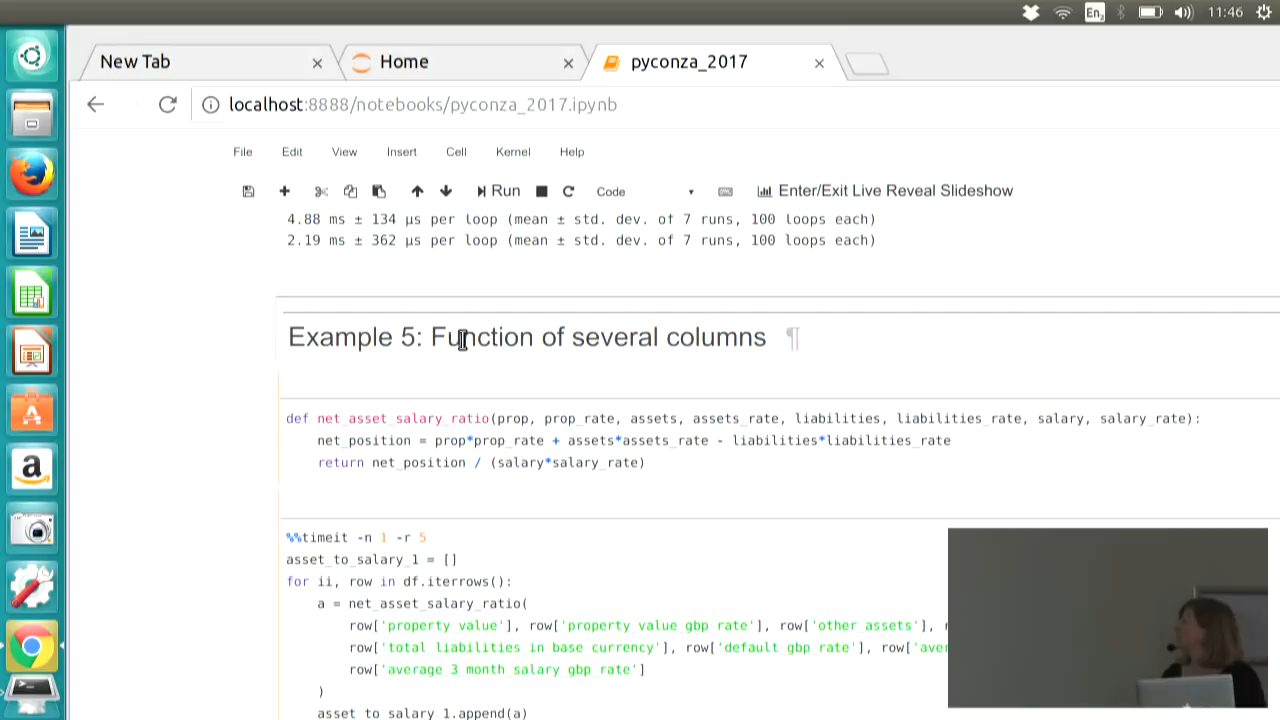 En2 11:46
New Tab × Home × pyconza_2017 ×
localhost:8888/notebooks/pyconza_2017.ipynb
File Edit View Insert Cell Kernel Help
Run Code Enter/Exit Live Reveal Slideshow
4.88 ms ± 134 µs per loop (mean ± std. dev. of 7 runs, 100 loops each)
2.19 ms ± 362 µs per loop (mean ± std. dev. of 7 runs, 100 loops each)
Example 5: Function of several columns ¶
def net_asset_salary_ratio(prop, prop_rate, assets, assets_rate, liabilities, liabilities_rate, salary, salary_rate):
net_position = prop*prop_rate + assets*assets_rate - liabilities*liabilities_rate
return net_position / (salary*salary_rate)
%%timeit -n 1 -r 5
asset_to_salary_1 = []
for ii, row in df.iterrows():
a = net_asset_salary_ratio(
row['property value'], row['property value gbp rate'], row['other assets'],
row['total liabilities in base currency'], row['default gbp rate'],
row['average 3 month salary gbp rate']
)
asset_to_salary_1.append(a)